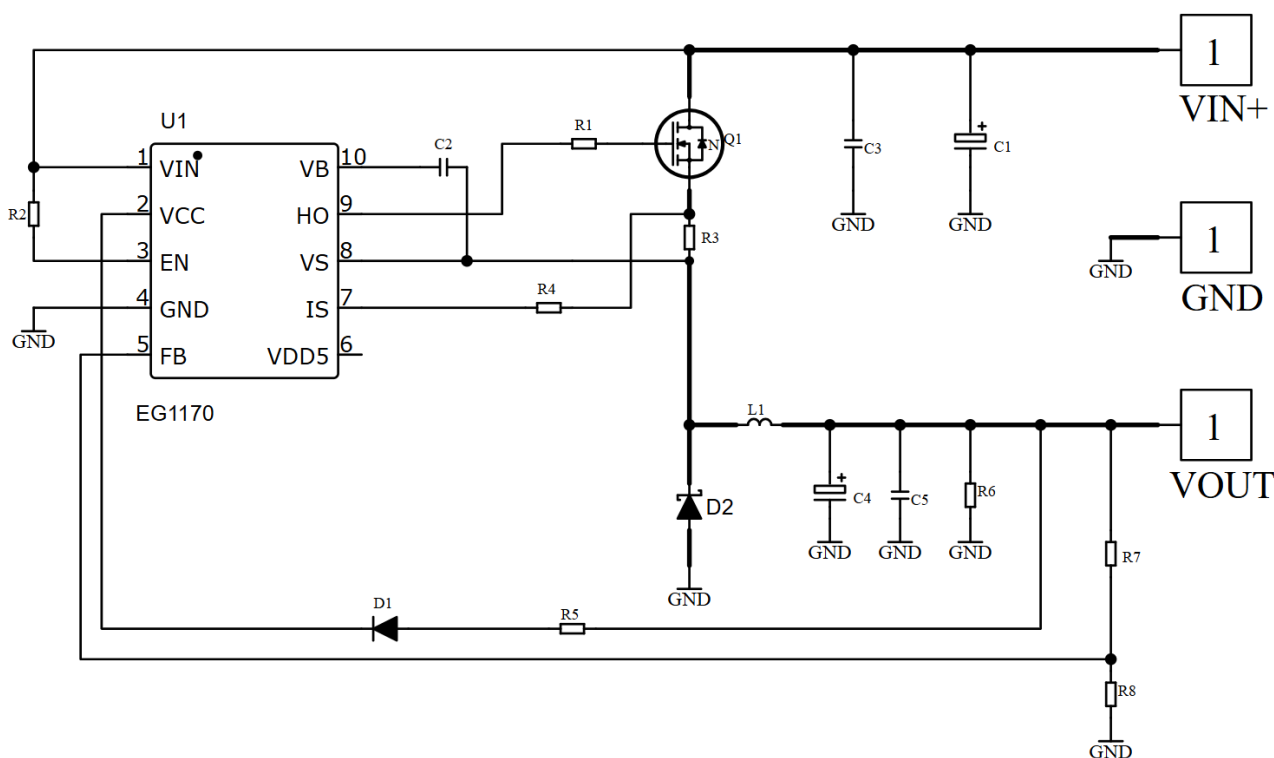 1
VIN+
U1
R1
C2
N
Q1
C3
+
C1
1
VIN
VB
10
2
VCC
HO
9
R2
GND
GND
R3
1
3
EN
VS
8
GND
GND
4
GND
IS
7
R4
GND
5
FB
VDD5
6
EG1170
L1
1
VOUT
+
C4
C5
R6
D2
GND
GND
GND
R7
GND
D1
R5
R8
GND